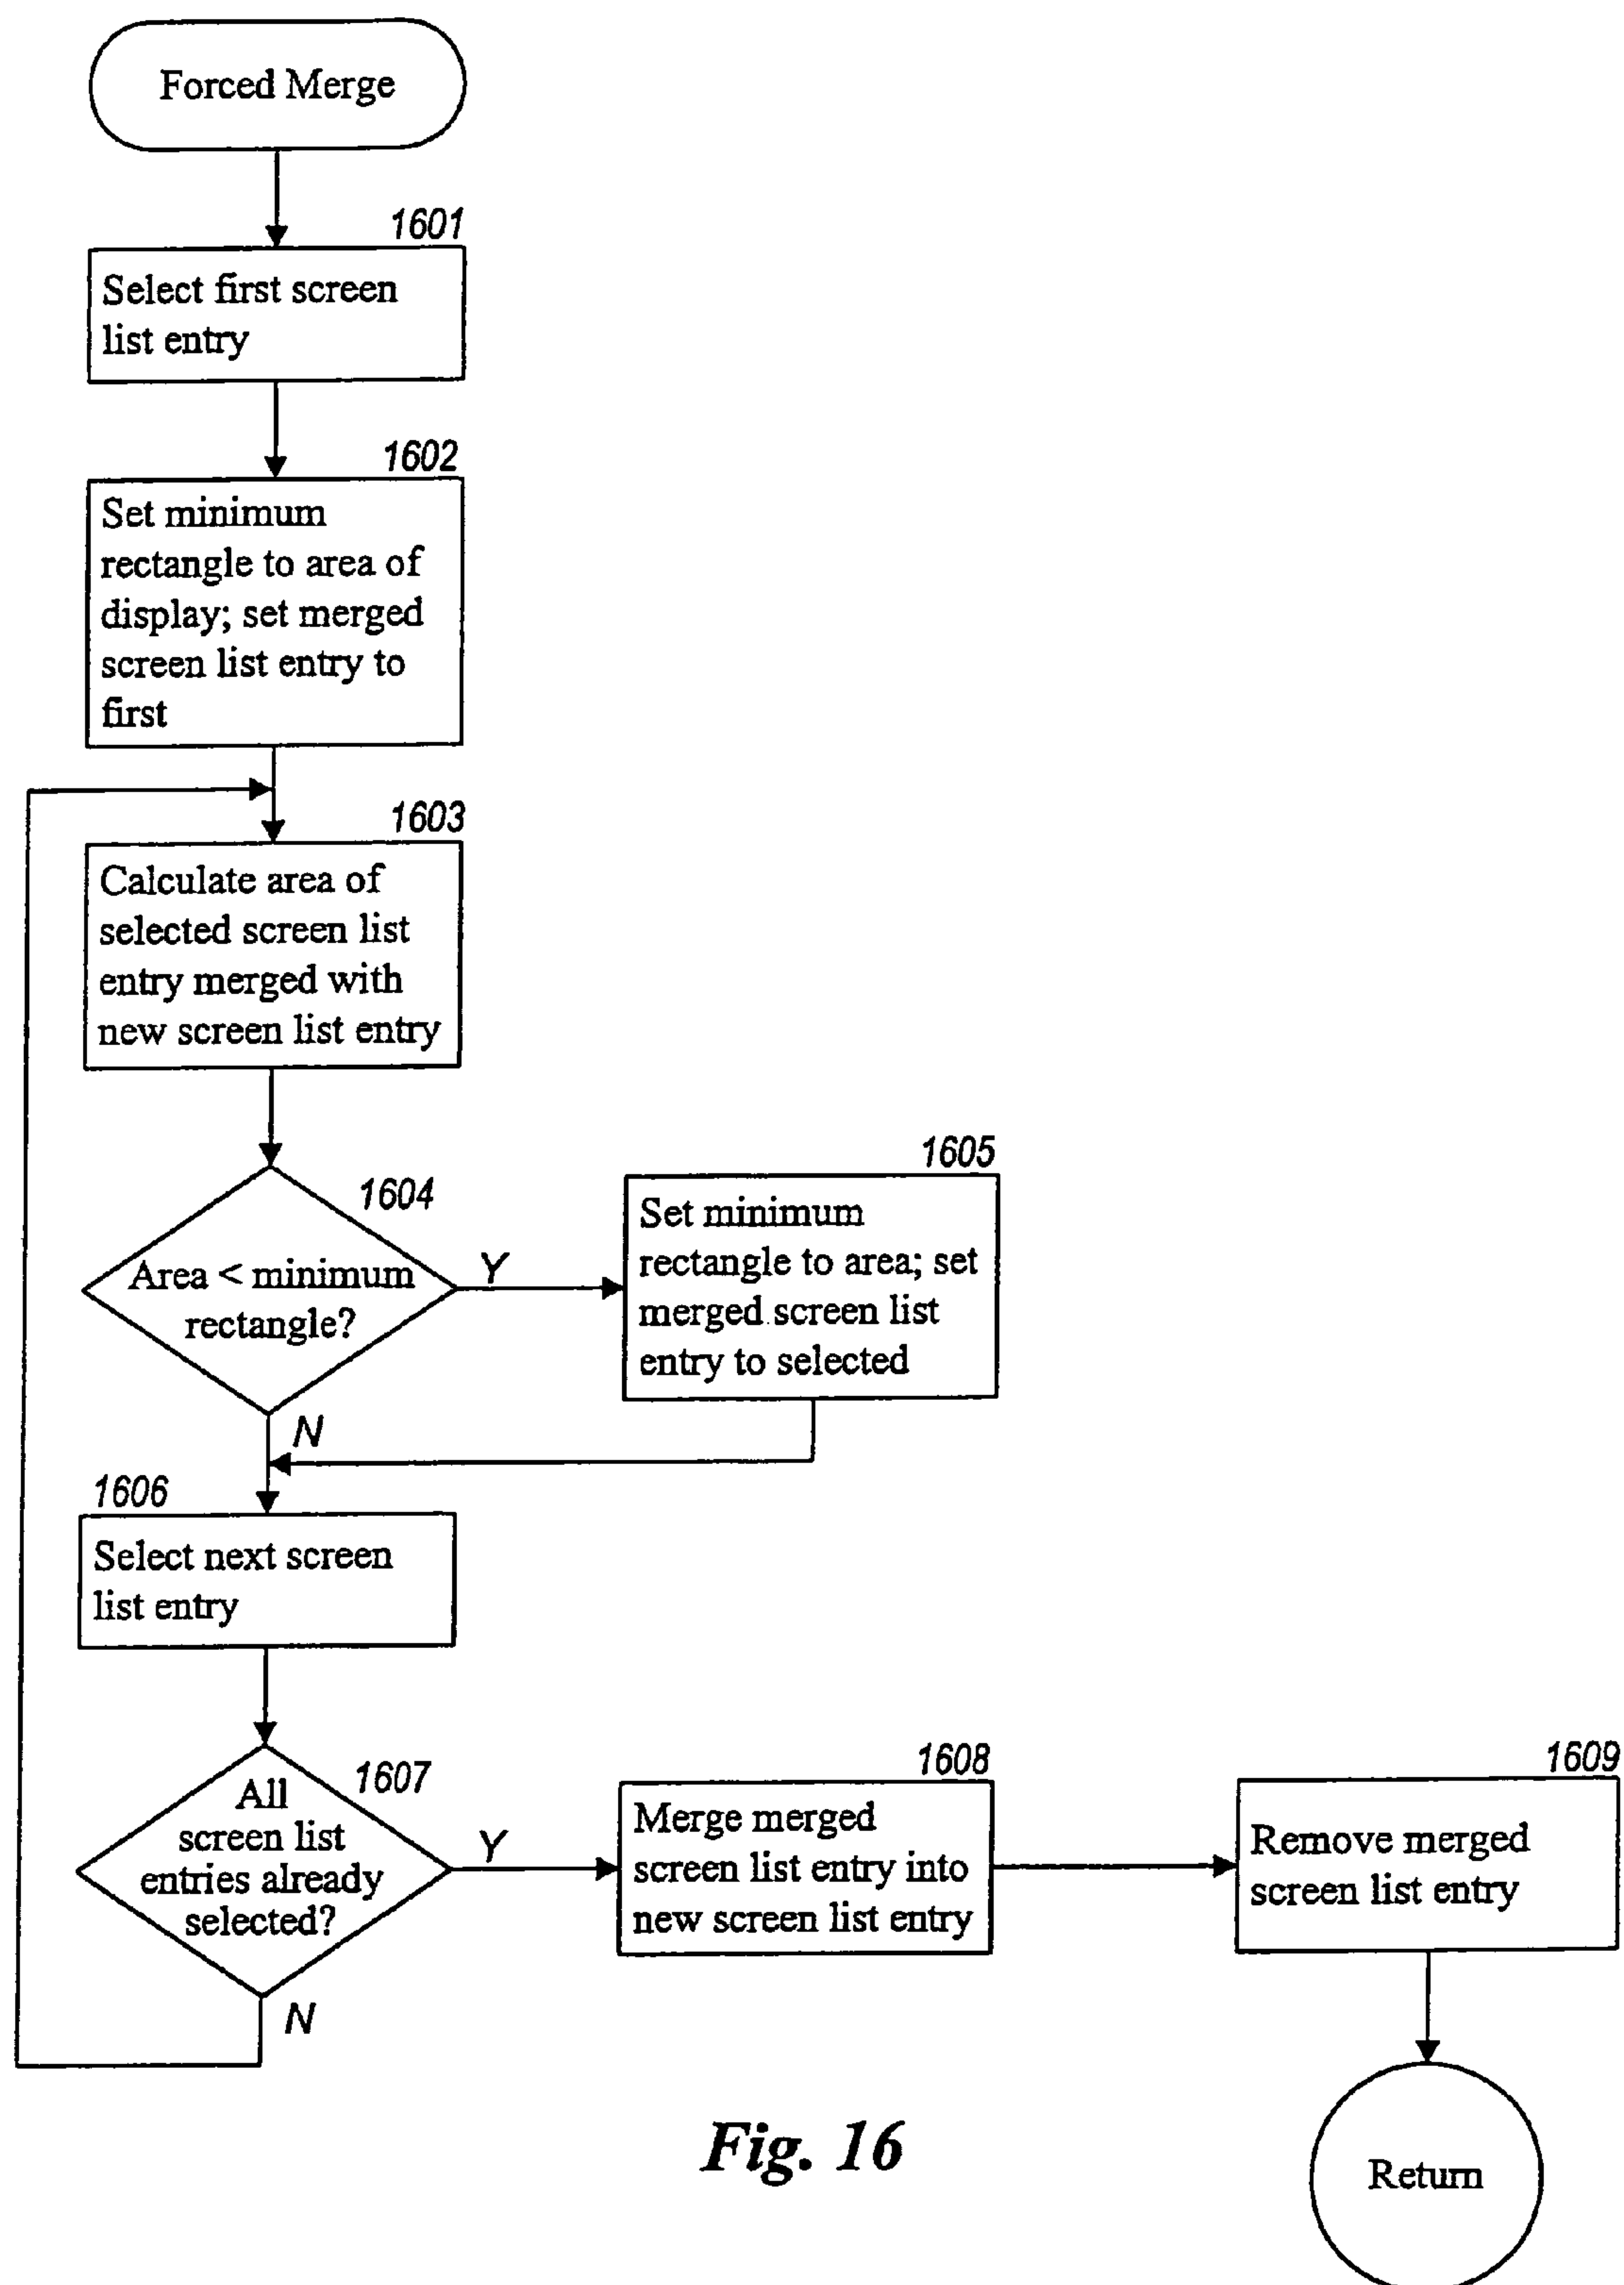 Forced Merge
1601
Select first screen
list entry
1602
Set minimum
rectangle to area of
display; set merged
screen list entry to
first
1603
Calculate area of
selected screen list
entry merged with
new screen list entry
1604
Area < minimum
rectangle?
Y
N
1605
Set minimum
rectangle to area; set
merged screen list
entry to selected
1606
Select next screen
list entry
1607
All
screen list
entries already
selected?
Y
N
1608
Merge merged
screen list entry into
new screen list entry
1609
Remove merged
screen list entry
Return
Fig. 16